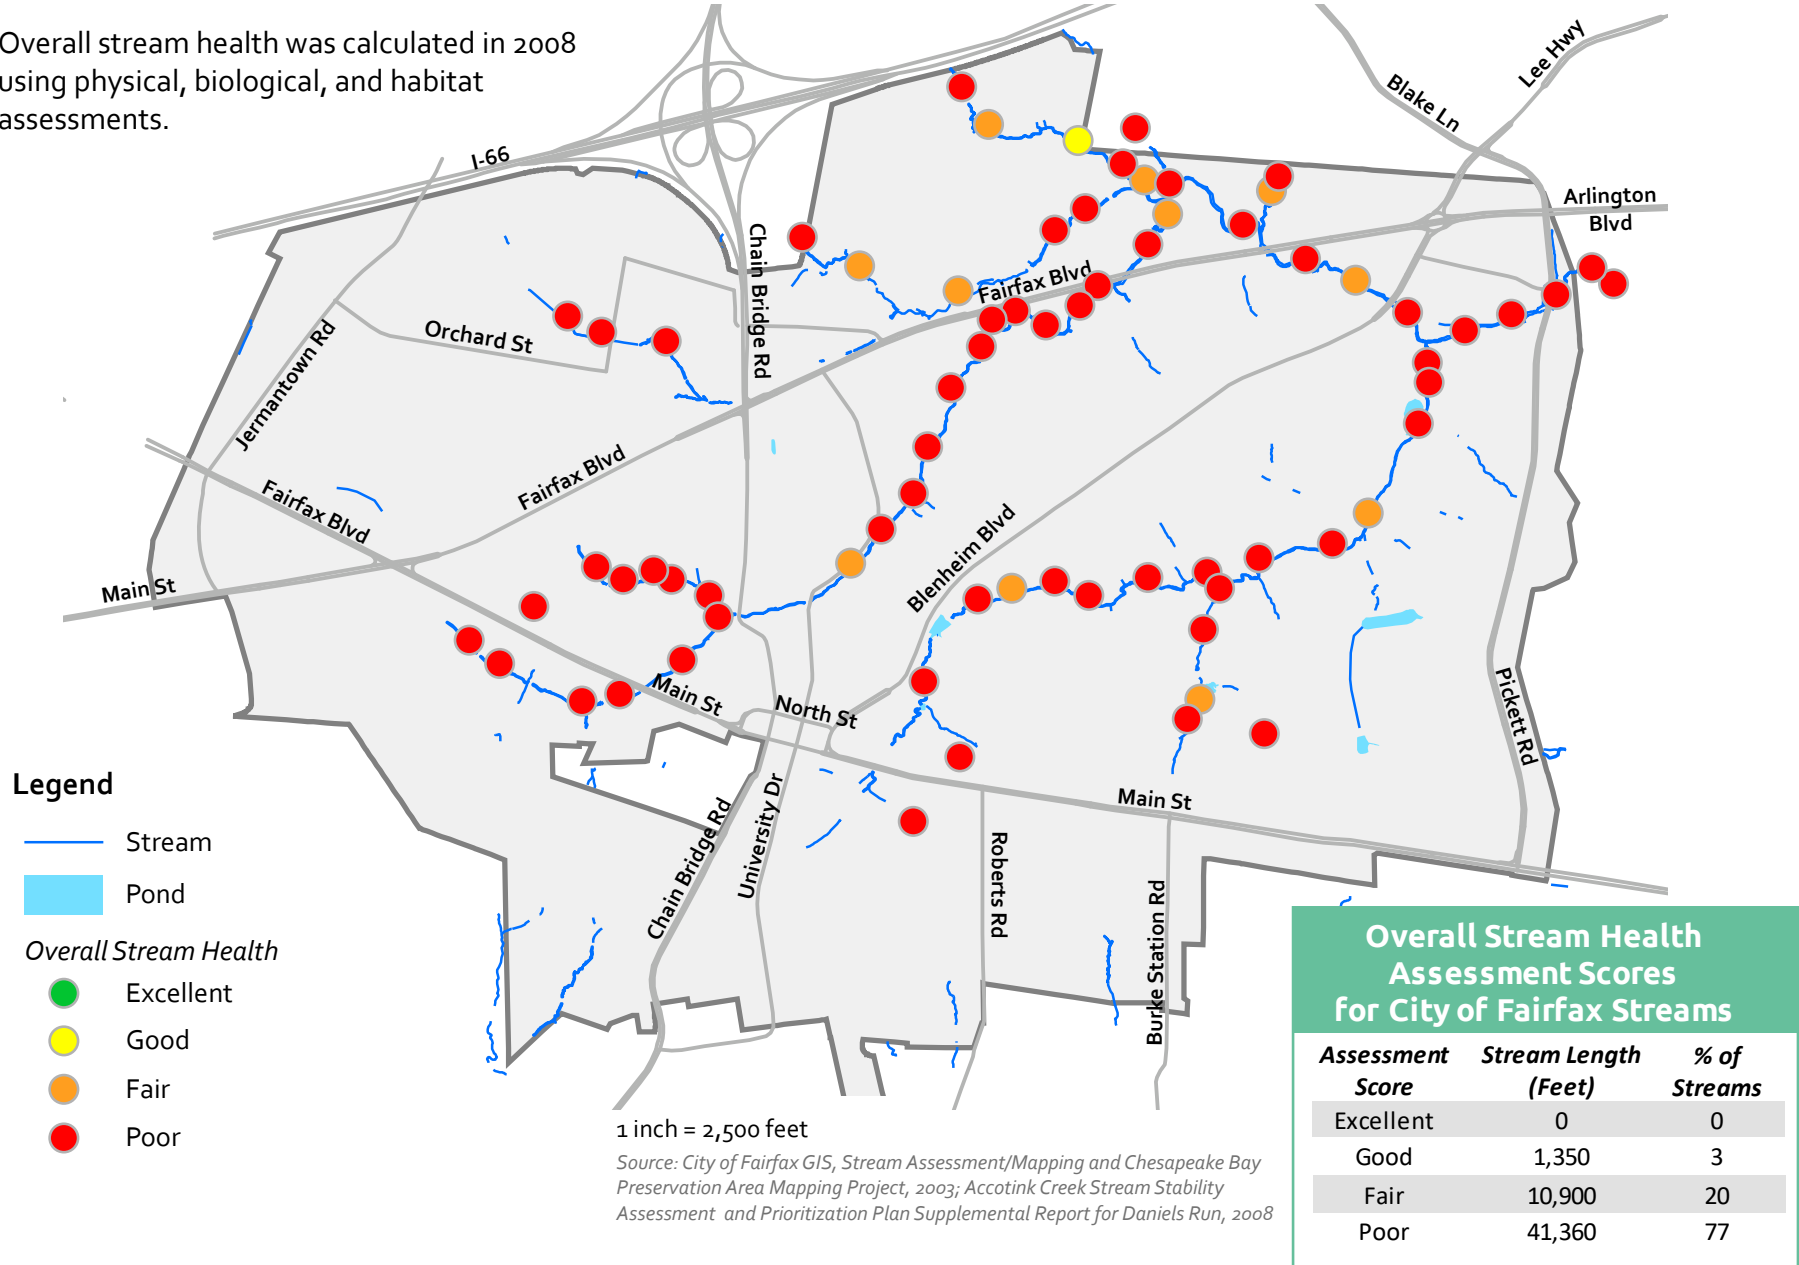 Overall stream health was calculated in 2008
using physical, biological, and habitat
assessments.
I-66
Blake Ln
Lee Hwy
Arlington
Blvd
Chain Bridge Rd
Fairfax Blvd
Orchard St
Jermantown Rd
Fairfax Blvd
Fairfax Blvd
Blenheim Blvd
Main St
Main St
North St
Pickett Rd
Main St
Chain Bridge Rd
University Dr
Roberts Rd
Burke Station Rd
Legend
Stream
Pond
Overall Stream Health
Excellent
Good
Fair
Poor
1 inch = 2,500 feet
Source: City of Fairfax GIS, Stream Assessment/Mapping and Chesapeake Bay
Preservation Area Mapping Project, 2003; Accotink Creek Stream Stability
Assessment and Prioritization Plan Supplemental Report for Daniels Run, 2008
Overall Stream Health
Assessment Scores
for City of Fairfax Streams
Assessment Score Stream Length (Feet) % of Streams
Excellent 0 0
Good 1,350 3
Fair 10,900 20
Poor 41,360 77